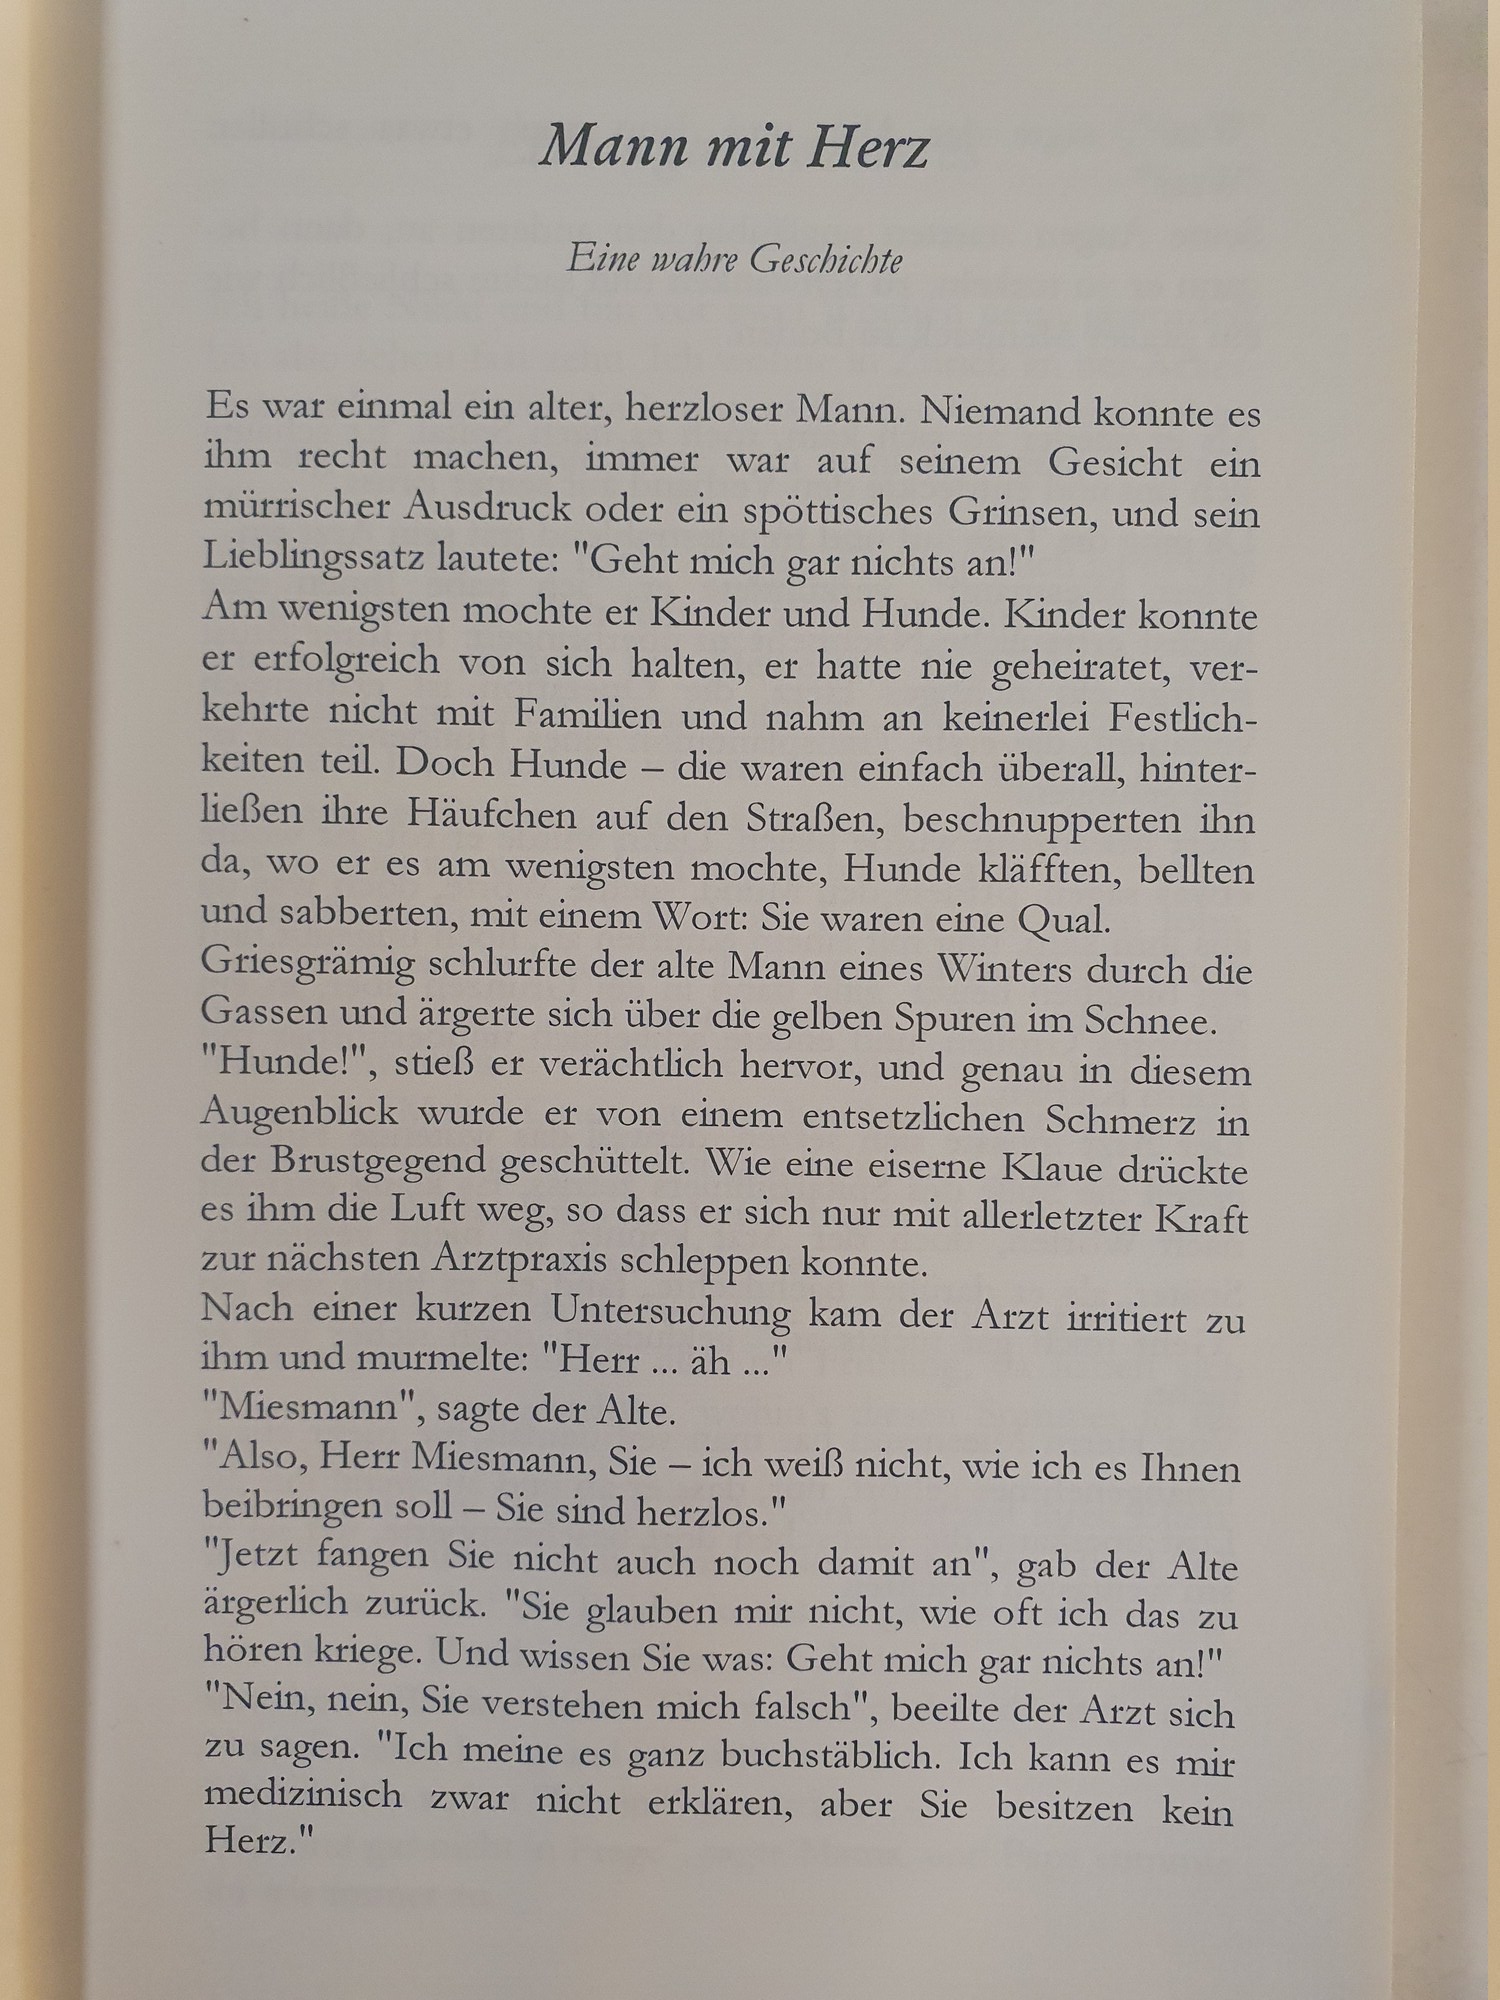 Mann mit Herz
Eine wahre Geschichte
Es war einmal ein alter, herzloser Mann. Niemand konnte es
ihm recht machen, immer war auf seinem Gesicht ein
mürrischer Ausdruck oder ein spöttisches Grinsen, und sein
Lieblingssatz lautete: "Geht mich gar nichts an!"
Am wenigsten mochte er Kinder und Hunde. Kinder konnte
er erfolgreich von sich halten, er hatte nie geheiratet, ver-
kehrte nicht mit Familien und nahm an keinerlei Festlich-
keiten teil. Doch Hunde – die waren einfach überall, hinter-
ließen ihre Häufchen auf den Straßen, beschnupperten ihn
da, wo er es am wenigsten mochte, Hunde kläfften, bellten
und sabberten, mit einem Wort: Sie waren eine Qual.
Griesgrämig schlurfte der alte Mann eines Winters durch die
Gassen und ärgerte sich über die gelben Spuren im Schnee.
"Hunde!", stieß er verächtlich hervor, und genau in diesem
Augenblick wurde er von einem entsetzlichen Schmerz in
der Brustgegend geschüttelt. Wie eine eiserne Klaue drückte
es ihm die Luft weg, so dass er sich nur mit allerletzter Kraft
zur nächsten Arztpraxis schleppen konnte.
Nach einer kurzen Untersuchung kam der Arzt irritiert zu
ihm und murmelte: "Herr ... äh ..."
"Miesmann", sagte der Alte.
"Also, Herr Miesmann, Sie – ich weiß nicht, wie ich es Ihnen
beibringen soll – Sie sind herzlos."
"Jetzt fangen Sie nicht auch noch damit an", gab der Alte
ärgerlich zurück. "Sie glauben mir nicht, wie oft ich das zu
hören kriege. Und wissen Sie was: Geht mich gar nichts an!"
"Nein, nein, Sie verstehen mich falsch", beeilte der Arzt sich
zu sagen. "Ich meine es ganz buchstäblich. Ich kann es mir
medizinisch zwar nicht erklären, aber Sie besitzen kein
Herz."